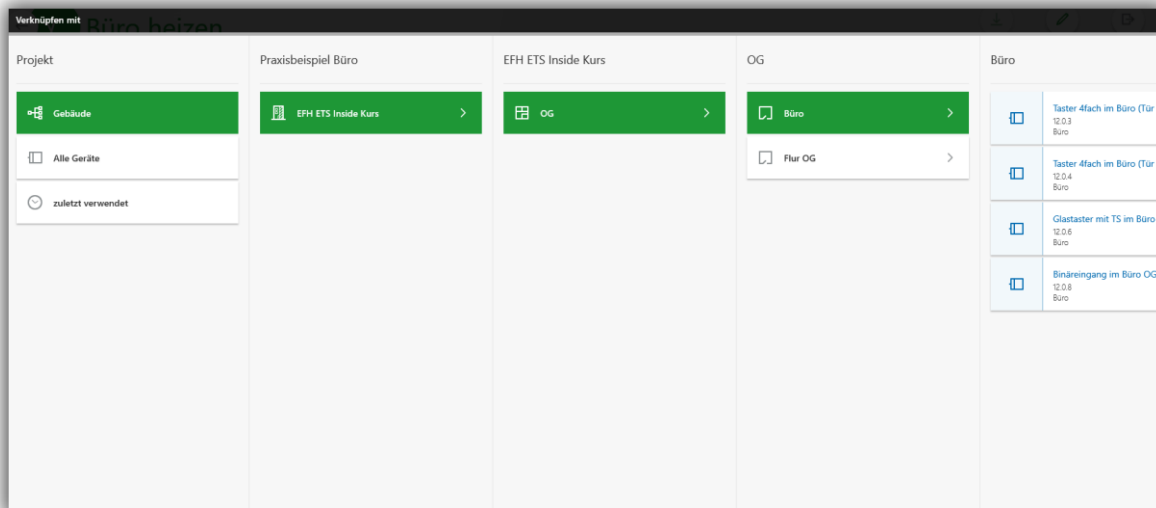 Verknüpfen mit
Büro heizen
Projekt
Gebäude
Alle Geräte
zuletzt verwendet
Praxisbeispiel Büro
EFH ETS Inside Kurs
EFH ETS Inside Kurs
OG
OG
Büro
Flur OG
Büro
Taster 4fach im Büro (Tür
12.0.3
Büro
Taster 4fach im Büro (Tür
12.0.4
Büro
Glastaster mit TS im Büro
12.0.6
Büro
Binäreingang im Büro OG
12.0.8
Büro